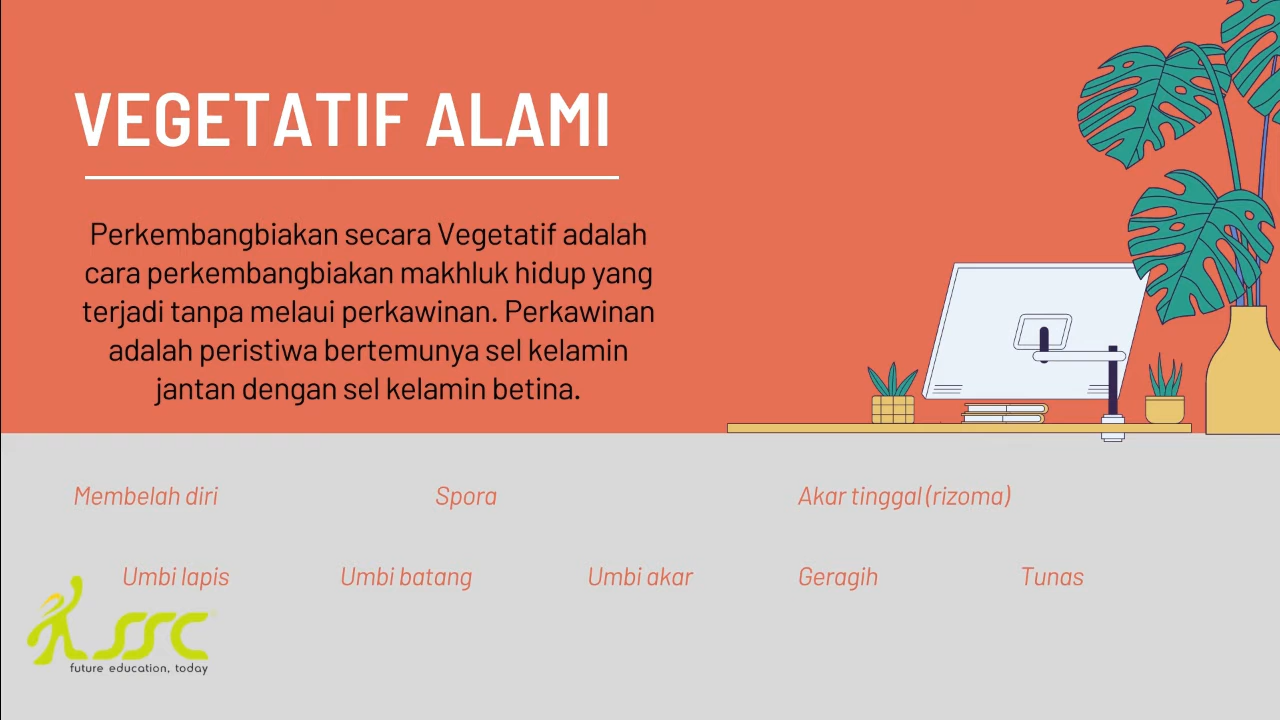 VEGETATIF ALAMI
Perkembangbiakan secara Vegetatif adalah
cara perkembangbiakan makhluk hidup yang
terjadi tanpa melaui perkawinan. Perkawinan
adalah peristiwa bertemunya sel kelamin
jantan dengan sel kelamin betina.
Membelah diri Spora Akar tinggal (rizoma)
Umbi lapis Umbi batang Umbi akar Geragih Tunas
SSC
future education, today